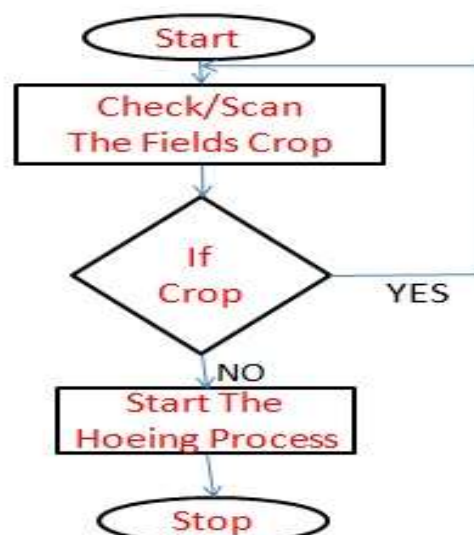 Start
Check/Scan
The Fields Crop
If
Crop
YES
NO
Start The
Hoeing Process
Stop